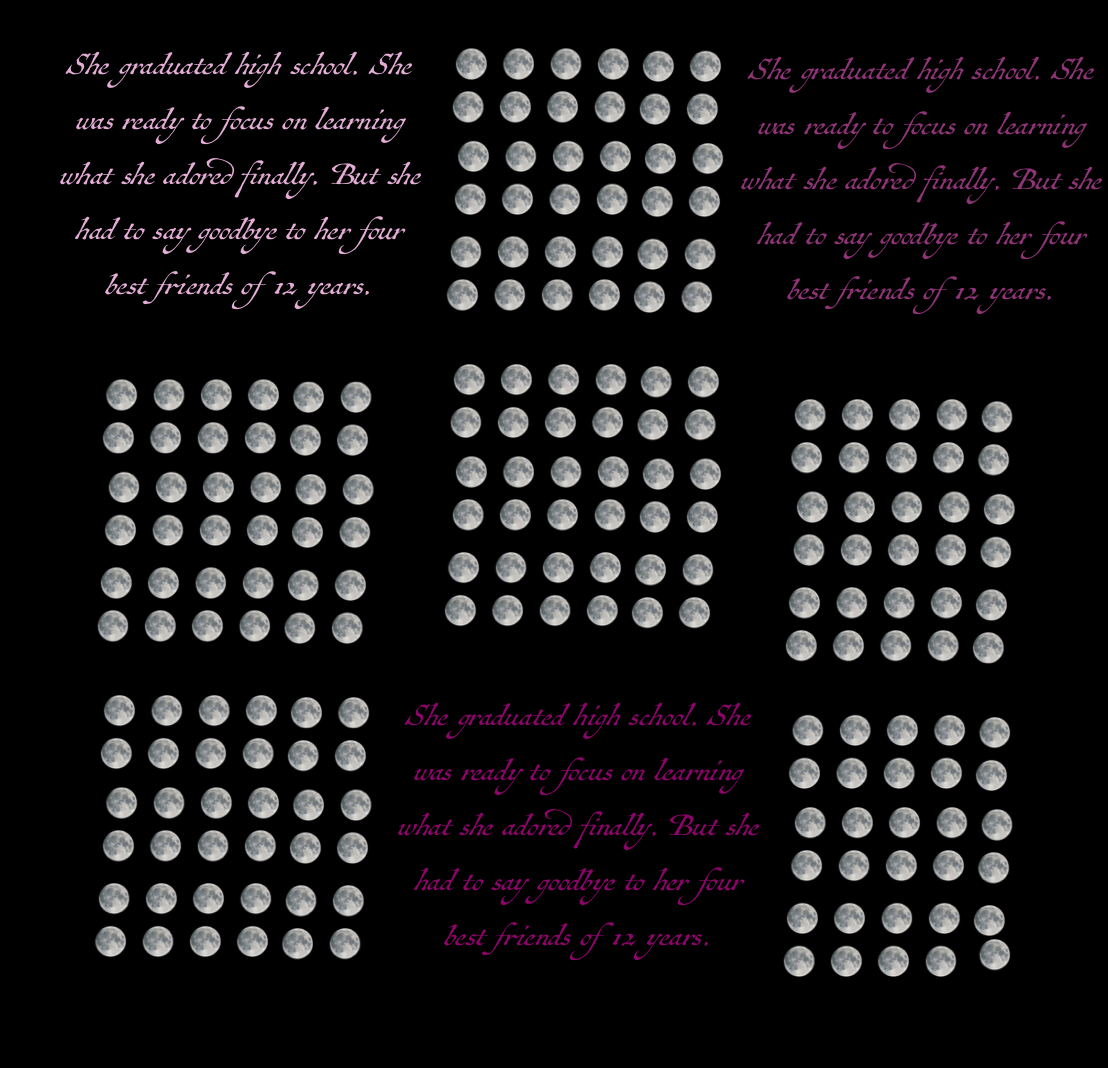 She graduated high school. She
was ready to focus on learning
what she adored finally. But she
had to say goodbye to her four
best friends of 12 years.
She graduated high school. She
was ready to focus on learning
what she adored finally. But she
had to say goodbye to her four
best friends of 12 years.
She graduated high school. She
was ready to focus on learning
what she adored finally. But she
had to say goodbye to her four
best friends of 12 years.